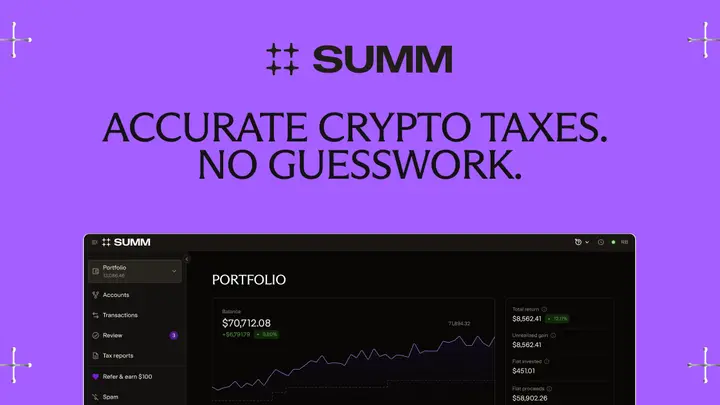 SUMM
ACCURATE CRYPTO TAXES.
NO GUESSWORK.
SUMM
Portfolio
Accounts
Transactions
Review 3
Tax reports
Refer & earn $100
Spam
PORTFOLIO
Balance
$70,712.08
Total return
$8,562.41
Unrealised gain
$8,562.41
Fiat invested
$451.01
Fiat proceeds
$58,902.26